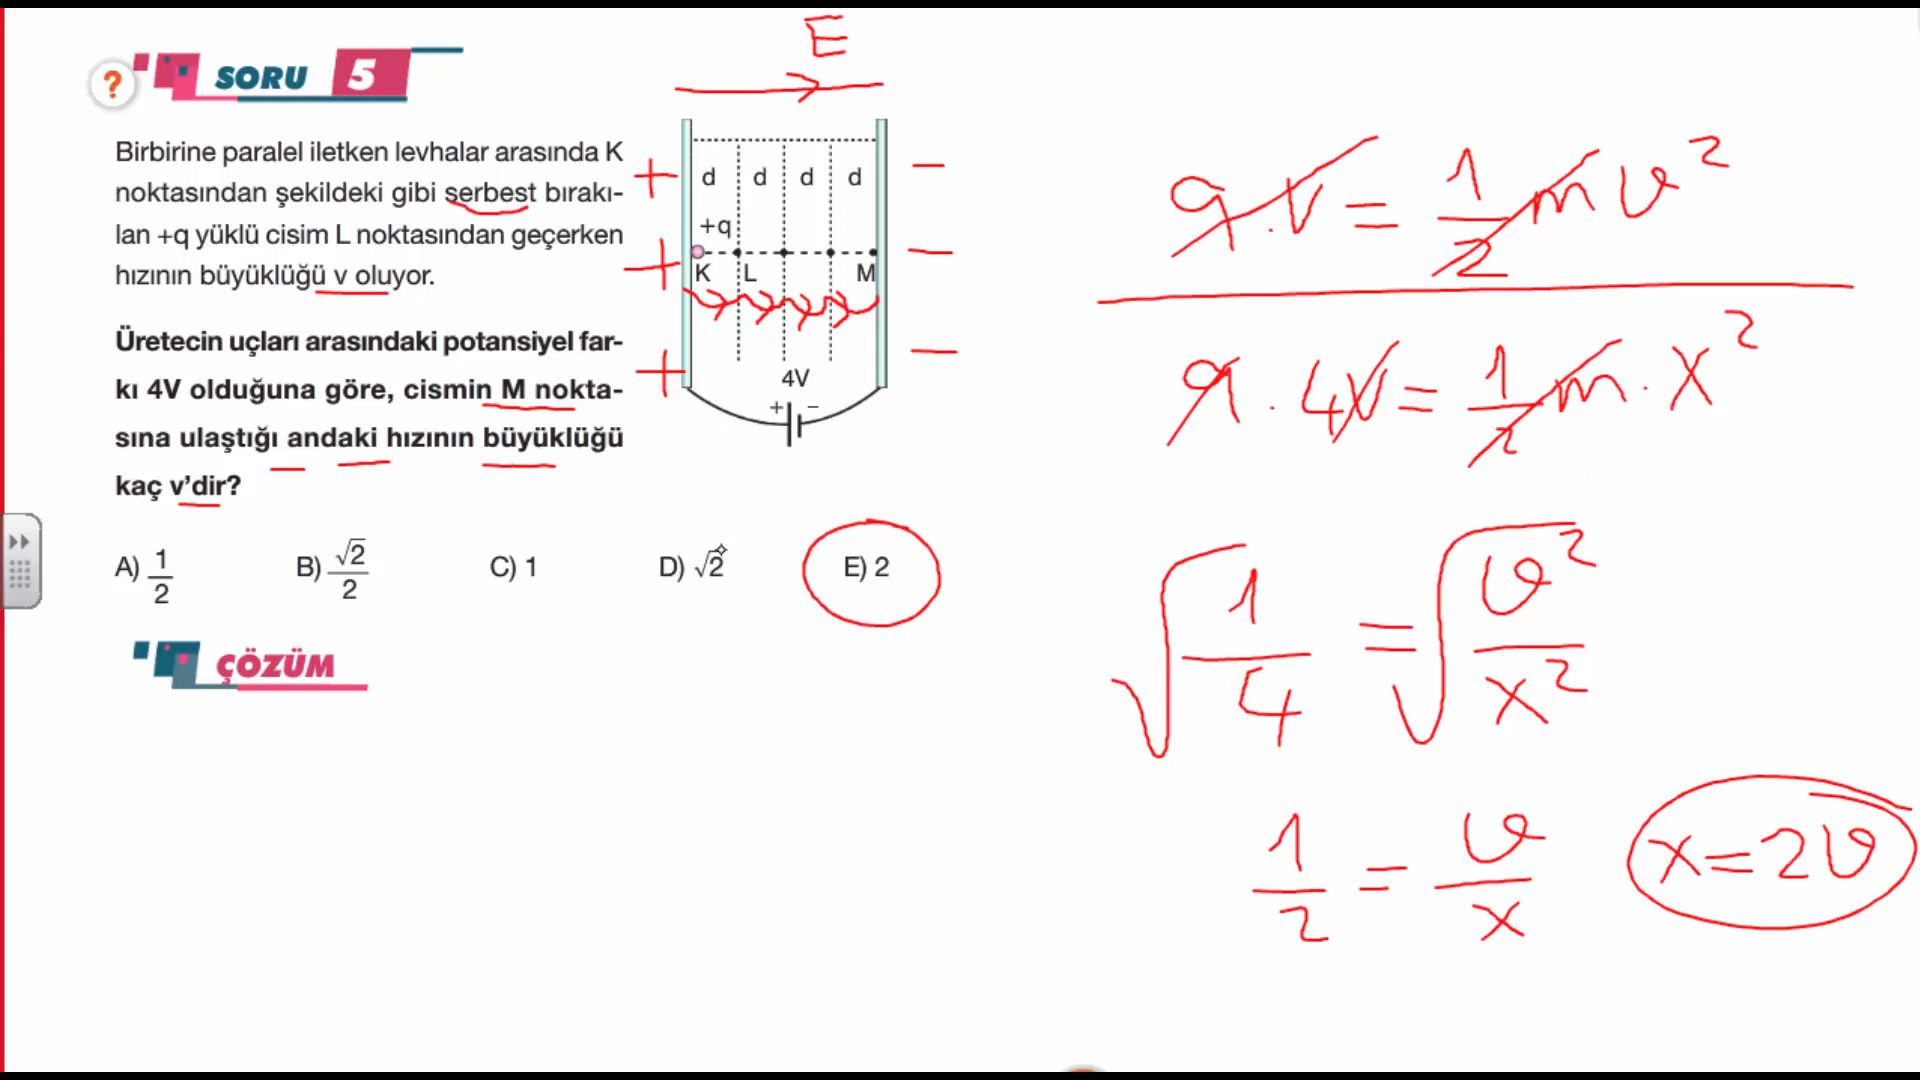 ? SORU 5
Birbirine paralel iletken levhalar arasında K
noktasından şekildeki gibi serbest bırakı-
lan +q yüklü cisim L noktasından geçerken
hızının büyüklüğü v oluyor.
Üretecin uçları arasındaki potansiyel far-
kı 4V olduğuna göre, cismin M nokta-
sına ulaştığı andaki hızının büyüklüğü
kaç v'dir?
A) 1/2 B) √2/2 C) 1 D) √2 E) 2
ÇÖZÜM
E
+ d d d d −
+q
+ K L M −
+ −
4V
+ −
q.V = 1/2 m v²
q.4V = 1/2 m.x²
√1/4 = √v²/x²
1/2 = v/x
x=2v